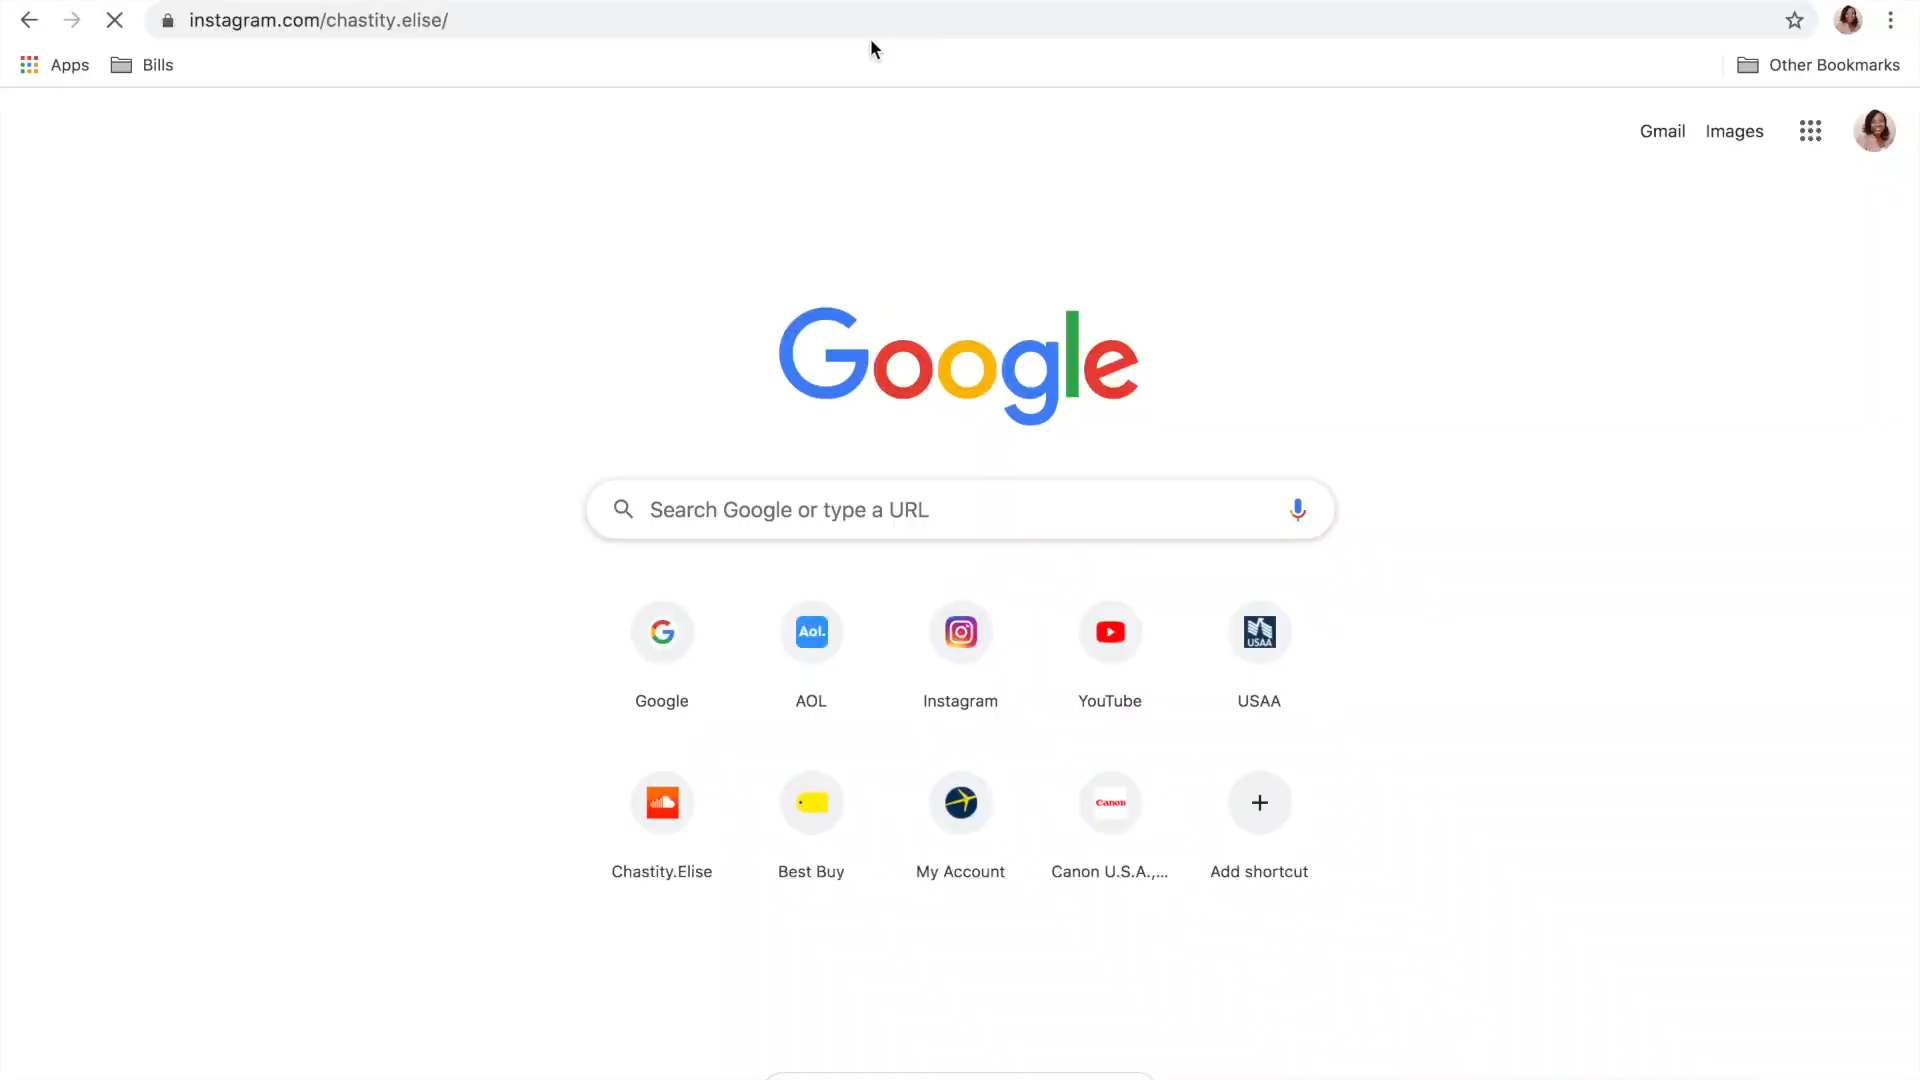 instagram.com/chastity.elise/
Apps
Bills
Other Bookmarks
Gmail
Images
Google
Search Google or type a URL
Aol.
USAA
Google
AOL
Instagram
YouTube
USAA
Canon
Chastity.Elise
Best Buy
My Account
Canon U.S.A.,...
Add shortcut